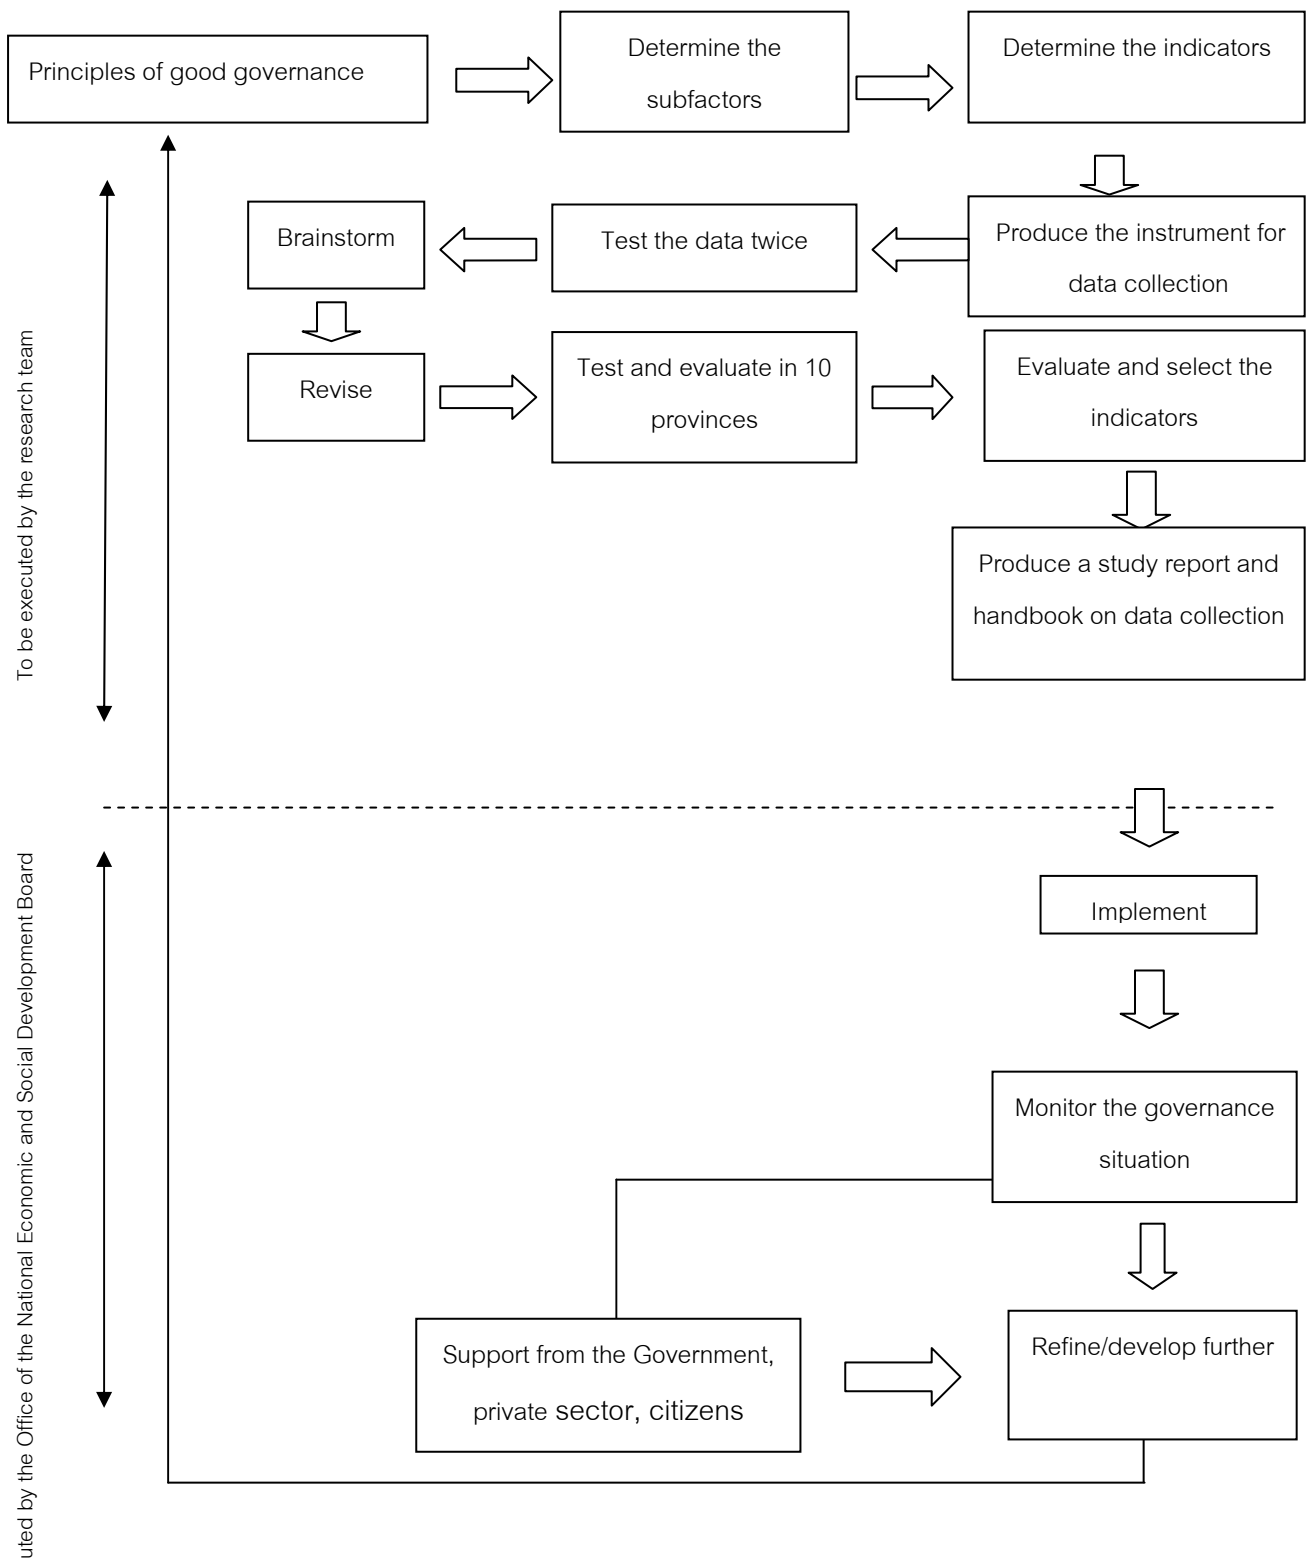 Principles of good governance
Determine the
subfactors
Determine the indicators
Brainstorm
Test the data twice
Produce the instrument for
data collection
Revise
Test and evaluate in 10
provinces
Evaluate and select the
indicators
Produce a study report and
handbook on data collection
To be executed by the research team
Implement
Monitor the governance
situation
Support from the Government,
private sector, citizens
Refine/develop further
uted by the Office of the National Economic and Social Development Board